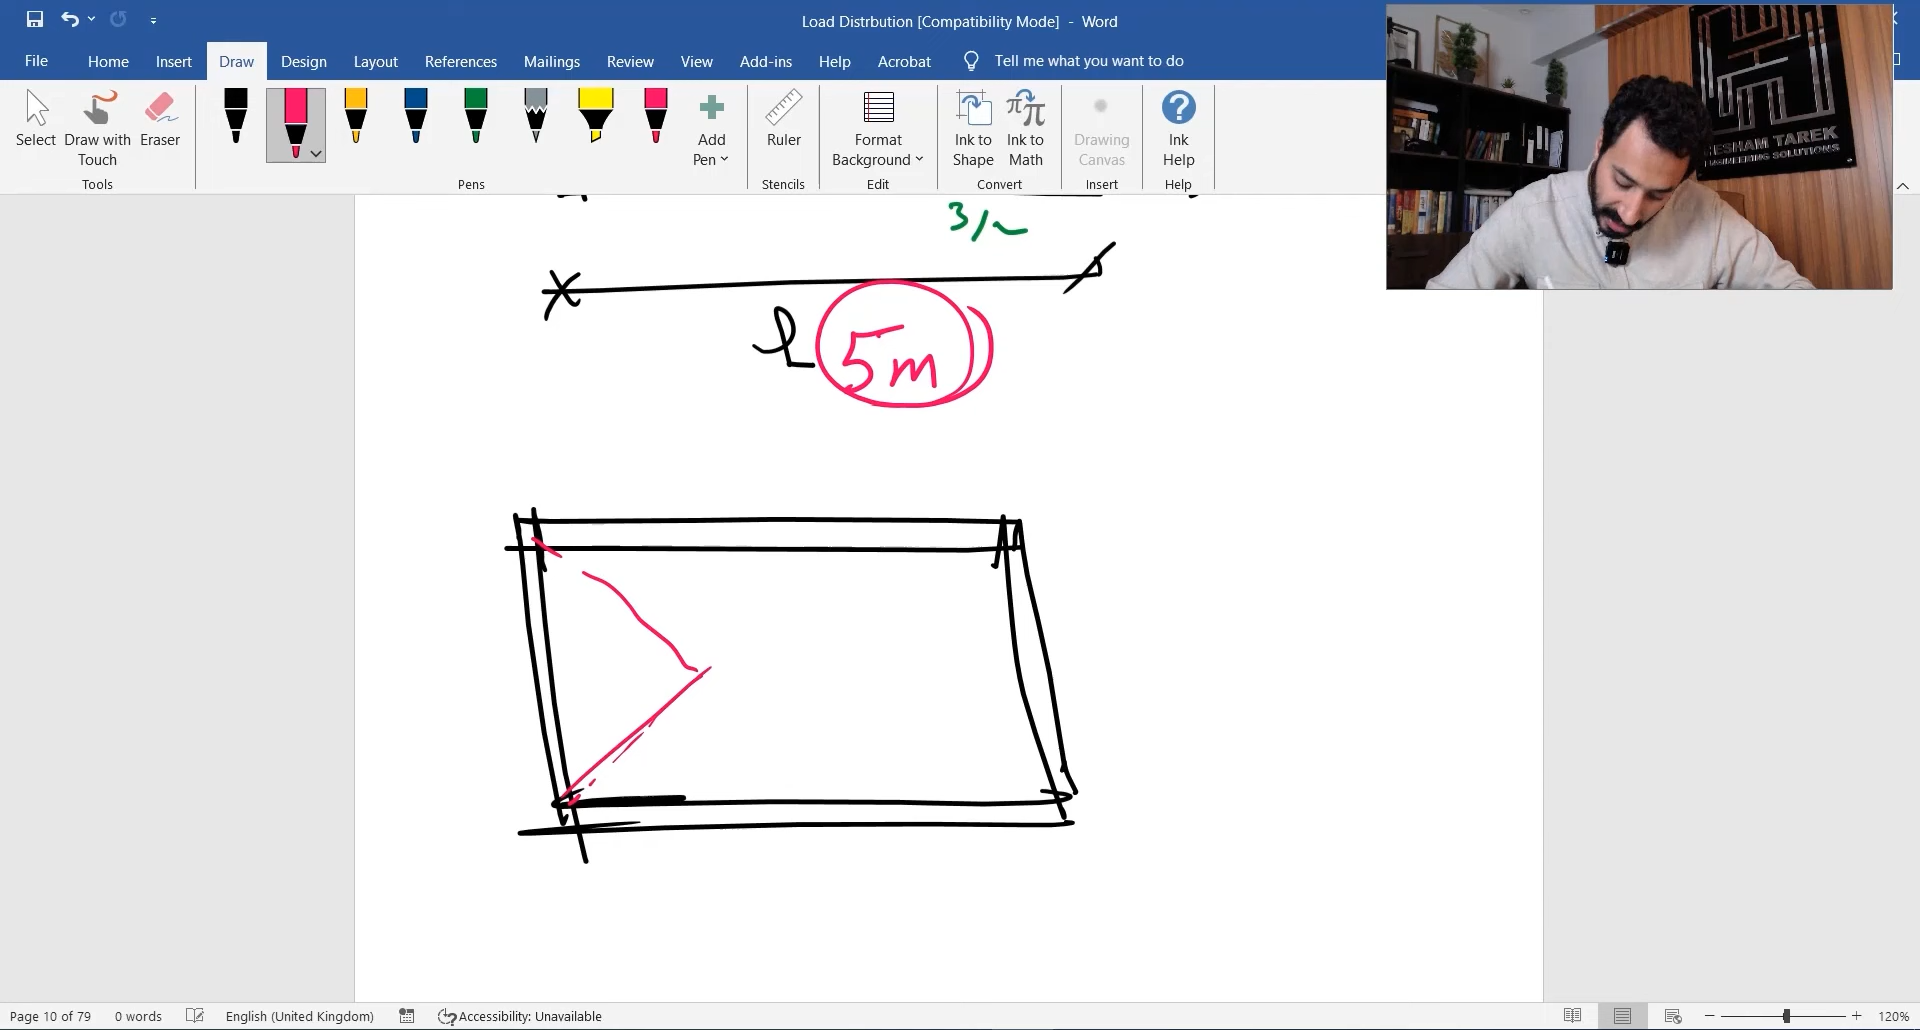 Load Distrbution [Compatibility Mode] - Word
File Home Insert Draw Design Layout References Mailings Review View Add-ins Help Acrobat Tell me what you want to do
Select
Draw with Touch
Eraser
Add Pen
Ruler
Format Background
Ink to Shape
Ink to Math
Drawing Canvas
Ink Help
Tools
Pens
Stencils
Edit
Convert
Insert
Help
ESHAM TAREK
ENGINEERING SOLUTIONS
5m
Page 10 of 79 0 words English (United Kingdom) Accessibility: Unavailable 120%